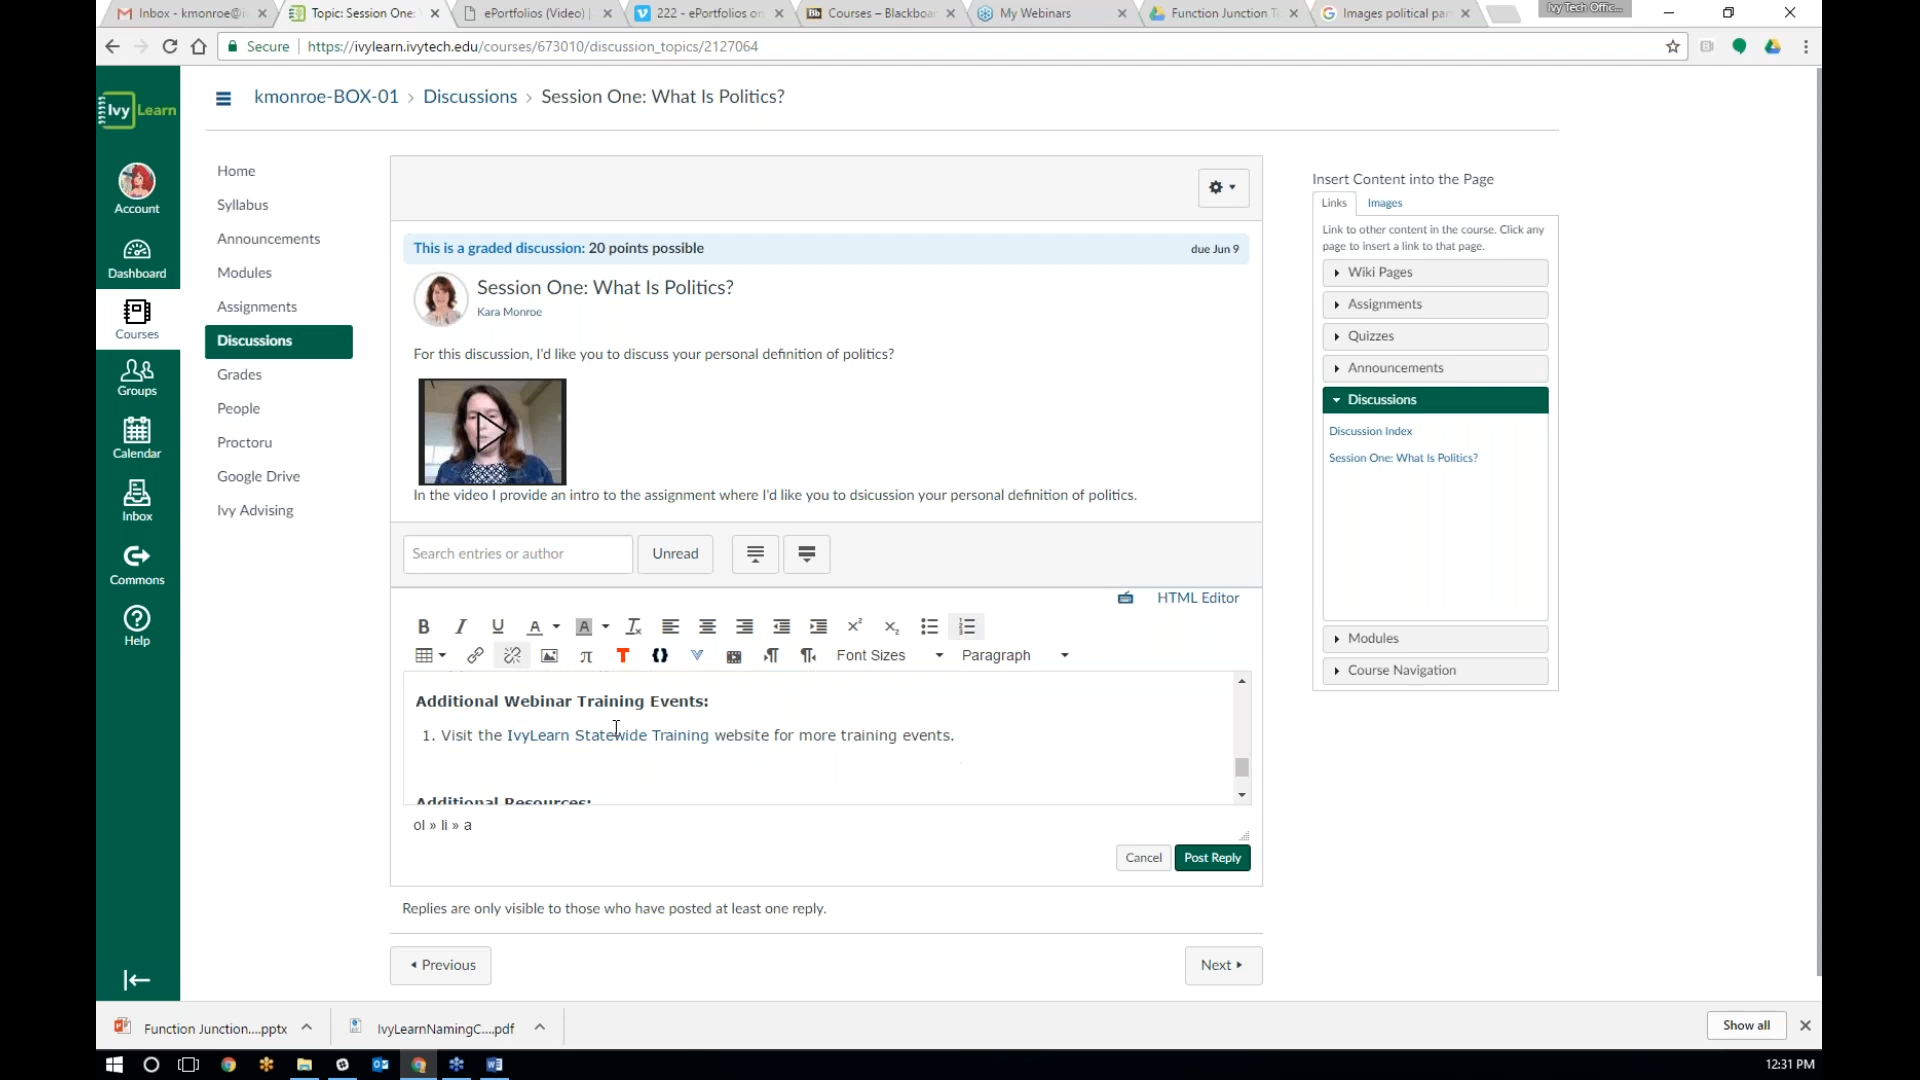 Inbox - kmonroe@i
Topic: Session One:
ePortfolios (Video) |
222 - ePortfolios on
Courses – Blackboar
My Webinars
Function Junction T
Images political par
Ivy Tech Offic...
Secure
https://ivylearn.ivytech.edu/courses/673010/discussion_topics/2127064
Ivy Learn
kmonroe-BOX-01 › Discussions › Session One: What Is Politics?
Account
Dashboard
Courses
Groups
Calendar
Inbox
Commons
Help
Home
Syllabus
Announcements
Modules
Assignments
Discussions
Grades
People
Proctoru
Google Drive
Ivy Advising
This is a graded discussion: 20 points possible
due Jun 9
Session One: What Is Politics?
Kara Monroe
For this discussion, I'd like you to discuss your personal definition of politics?
In the video I provide an intro to the assignment where I'd like you to dsicussion your personal definition of politics.
Search entries or author
Unread
HTML Editor
Font Sizes
Paragraph
Additional Webinar Training Events:
1. Visit the IvyLearn Statewide Training website for more training events.
Additional Resources:
ol » li » a
Cancel
Post Reply
Replies are only visible to those who have posted at least one reply.
Previous
Next
Insert Content into the Page
Links
Images
Link to other content in the course. Click any
page to insert a link to that page.
Wiki Pages
Assignments
Quizzes
Announcements
Discussions
Discussion Index
Session One: What Is Politics?
Modules
Course Navigation
Function Junction....pptx
IvyLearnNamingC....pdf
Show all
12:31 PM